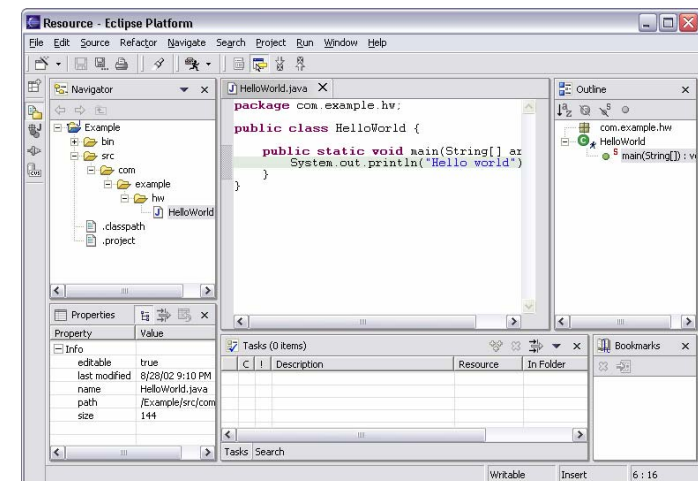 Resource - Eclipse Platform
File Edit Source Refactor Navigate Search Project Run Window Help
Navigator
Example
bin
src
com
example
hw
HelloWorld
.classpath
.project
HelloWorld.java
package com.example.hw;
public class HelloWorld {
public static void main(String[] ar
System.out.println("Hello world")
}
}
Outline
com.example.hw
HelloWorld
main(String[]) : v
Properties
Property Value
Info
editable true
last modified 8/28/02 9:10 PM
name HelloWorld.java
path /Example/src/com
size 144
Tasks (0 items)
C ! Description Resource In Folder
Tasks Search
Bookmarks
Writable Insert 6 : 16